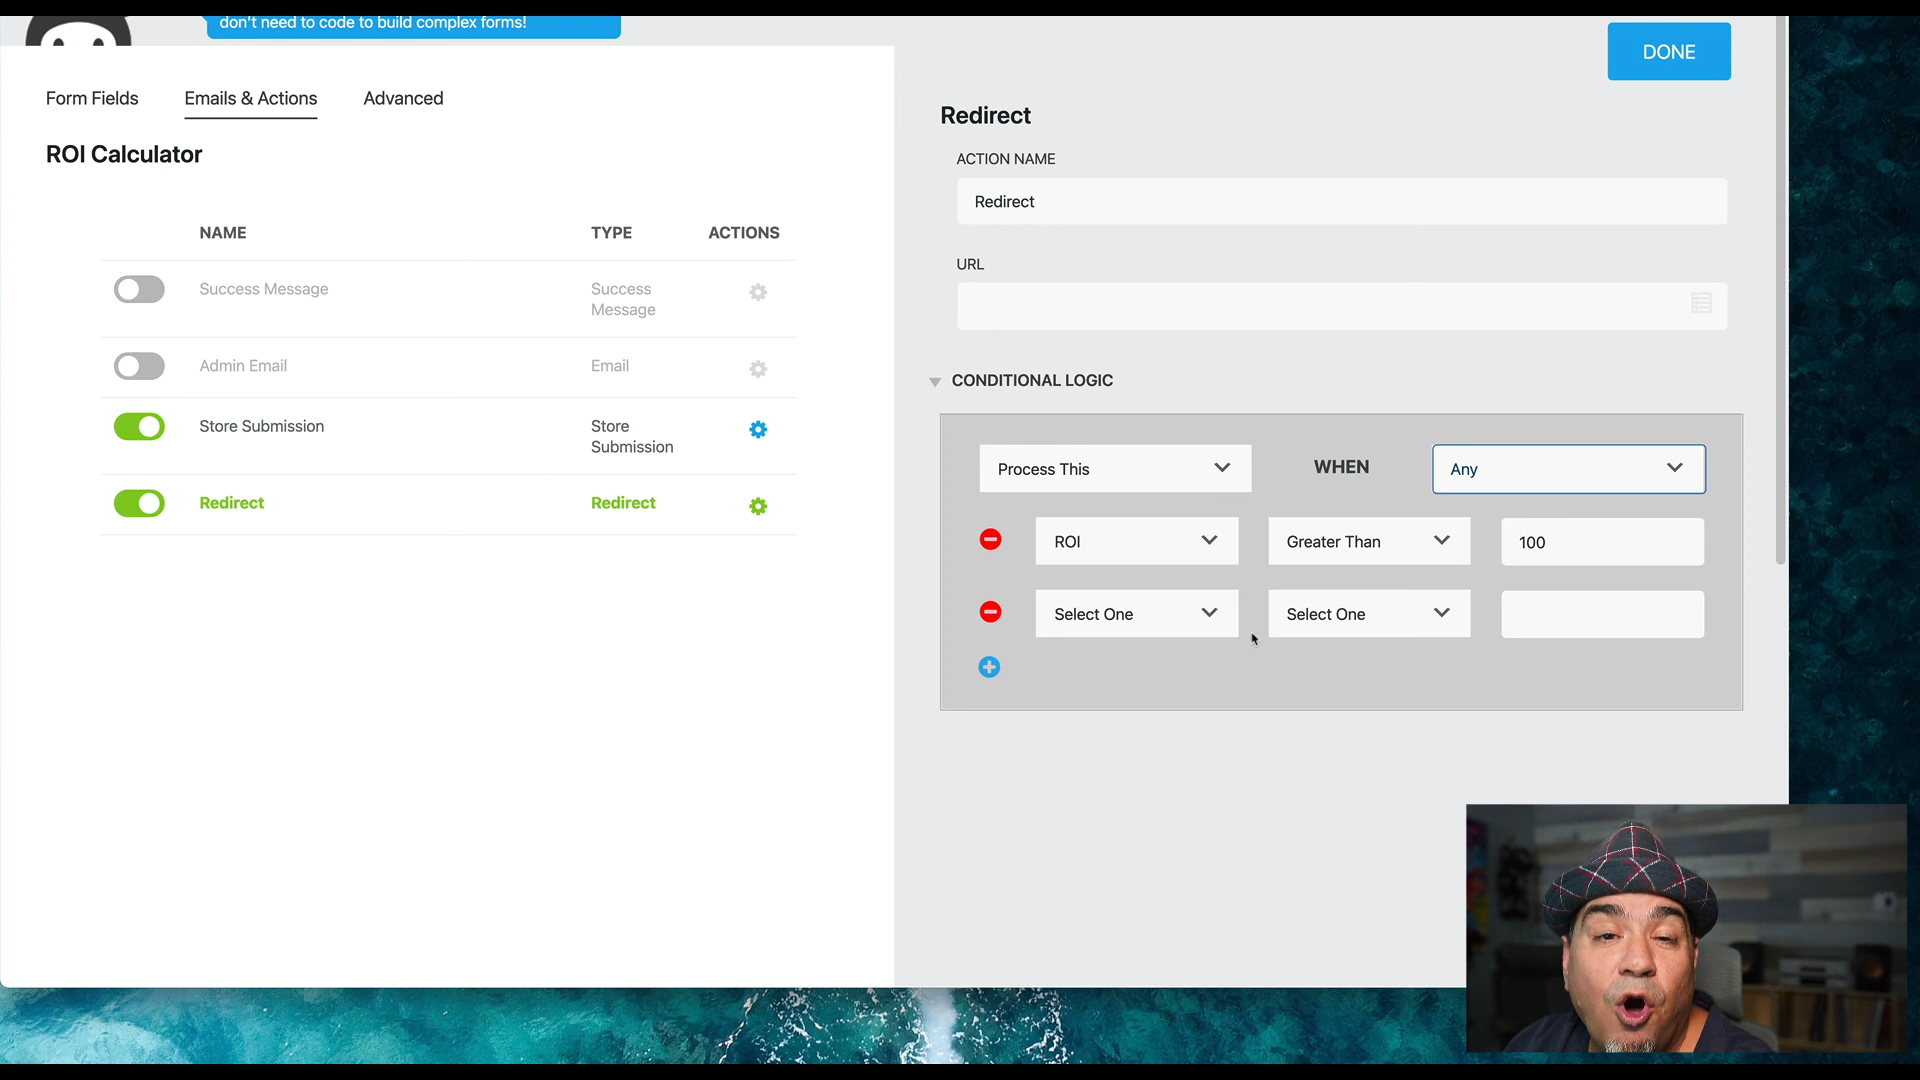 don't need to code to build complex forms!
DONE
Form Fields
Emails & Actions
Advanced
ROI Calculator
NAME
TYPE
ACTIONS
Success Message
Success
Message
Admin Email
Email
Store Submission
Store
Submission
Redirect
Redirect
Redirect
ACTION NAME
Redirect
URL
CONDITIONAL LOGIC
Process This
WHEN
Any
ROI
Greater Than
100
Select One
Select One